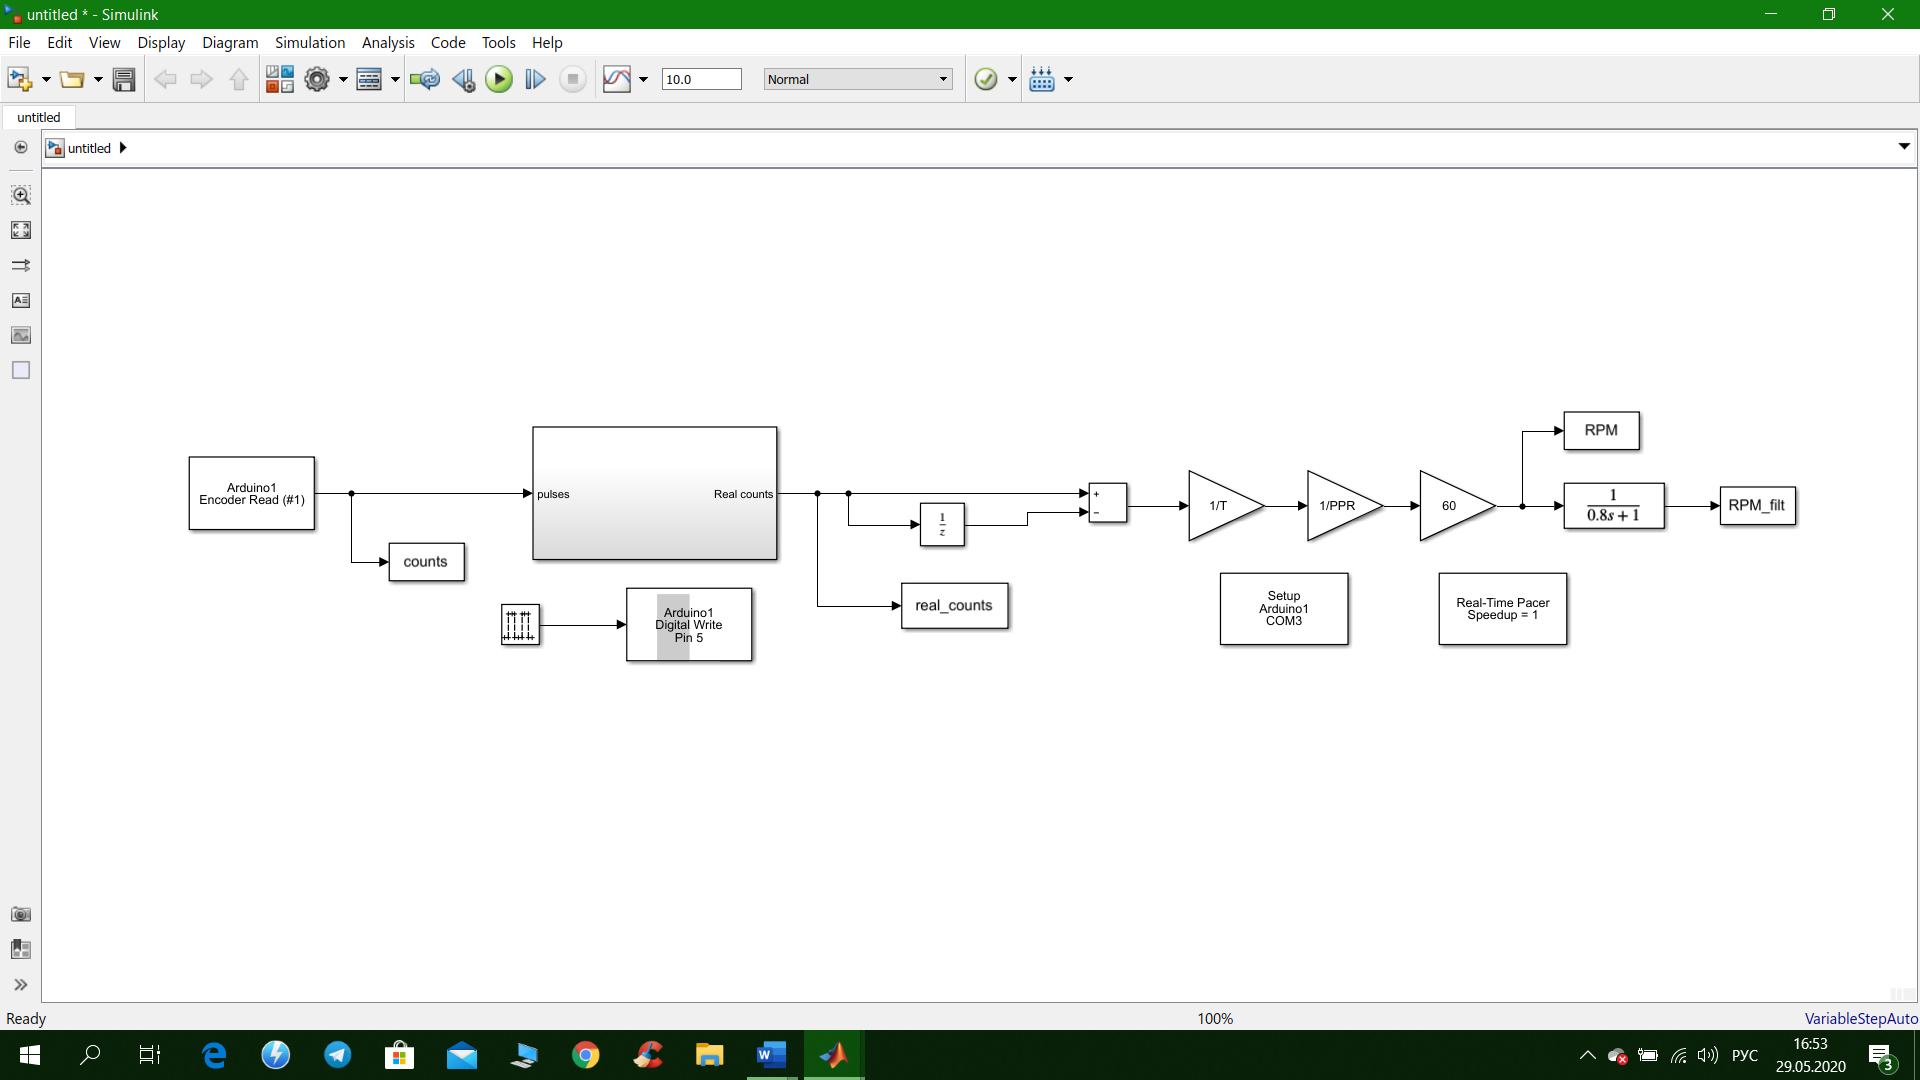 untitled * - Simulink
File Edit View Display Diagram Simulation Analysis Code Tools Help
10.0
Normal
untitled
untitled
RPM
Arduino1
Encoder Read (#1)
pulses
Real counts
+
−
1
z
1/T
1/PPR
60
1
0.8s + 1
RPM_filt
counts
real_counts
Arduino1
Digital Write
Pin 5
Setup
Arduino1
COM3
Real-Time Pacer
Speedup = 1
Ready
100%
VariableStepAuto
РУС
16:53
29.05.2020
3